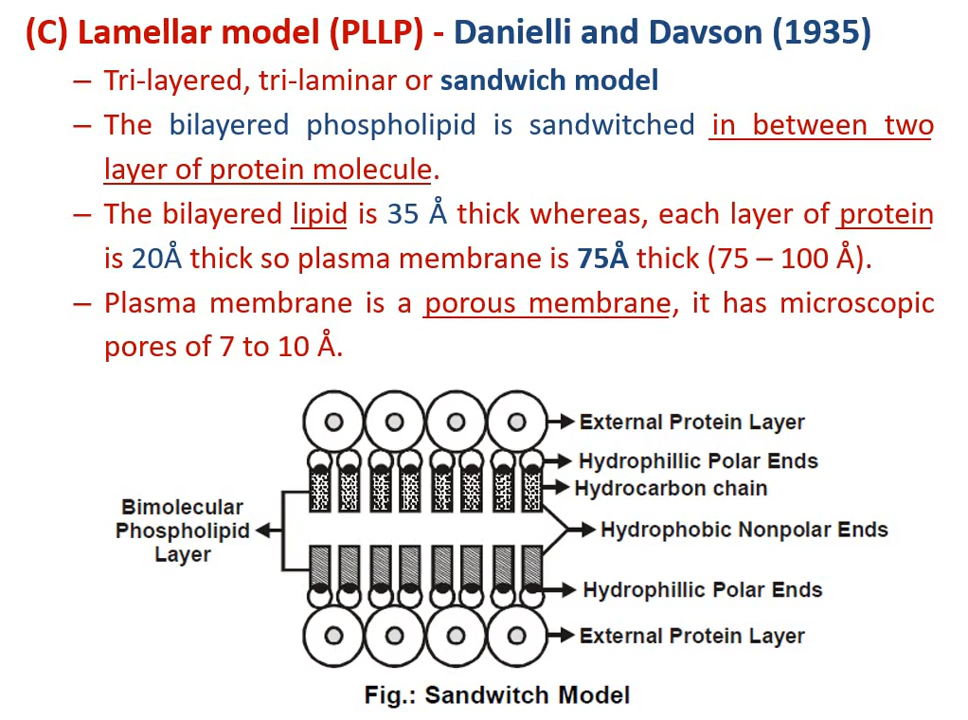 (C) Lamellar model (PLLP) - Danielli and Davson (1935)
– Tri-layered, tri-laminar or sandwich model
– The bilayered phospholipid is sandwitched in between two
layer of protein molecule.
– The bilayered lipid is 35 Å thick whereas, each layer of protein
is 20Å thick so plasma membrane is 75Å thick (75 – 100 Å).
– Plasma membrane is a porous membrane, it has microscopic
pores of 7 to 10 Å.
External Protein Layer
Hydrophillic Polar Ends
Hydrocarbon chain
Bimolecular
Phospholipid
Layer
Hydrophobic Nonpolar Ends
Hydrophillic Polar Ends
External Protein Layer
Fig.: Sandwitch Model